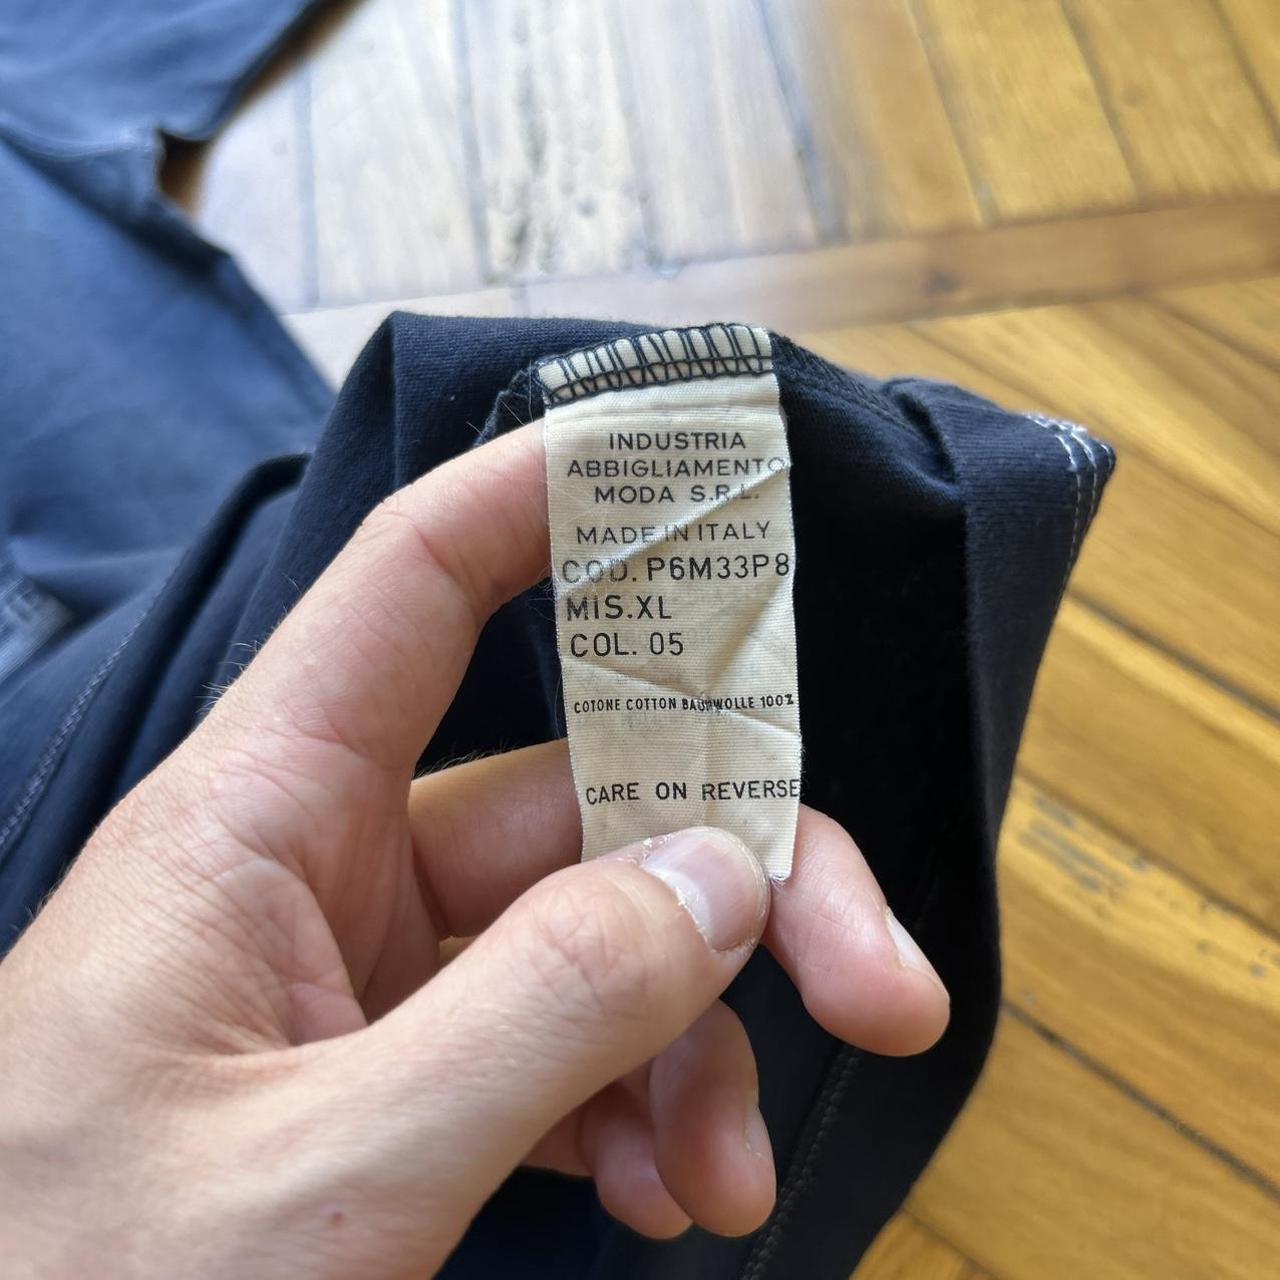 INDUSTRIA
ABBIGLIAMENTO
MODA S.R.L.
MADE IN ITALY
COD. P6M33P8
MIS.XL
COL. 05
COTONE COTTON BAUMWOLLE 100%
CARE ON REVERSE